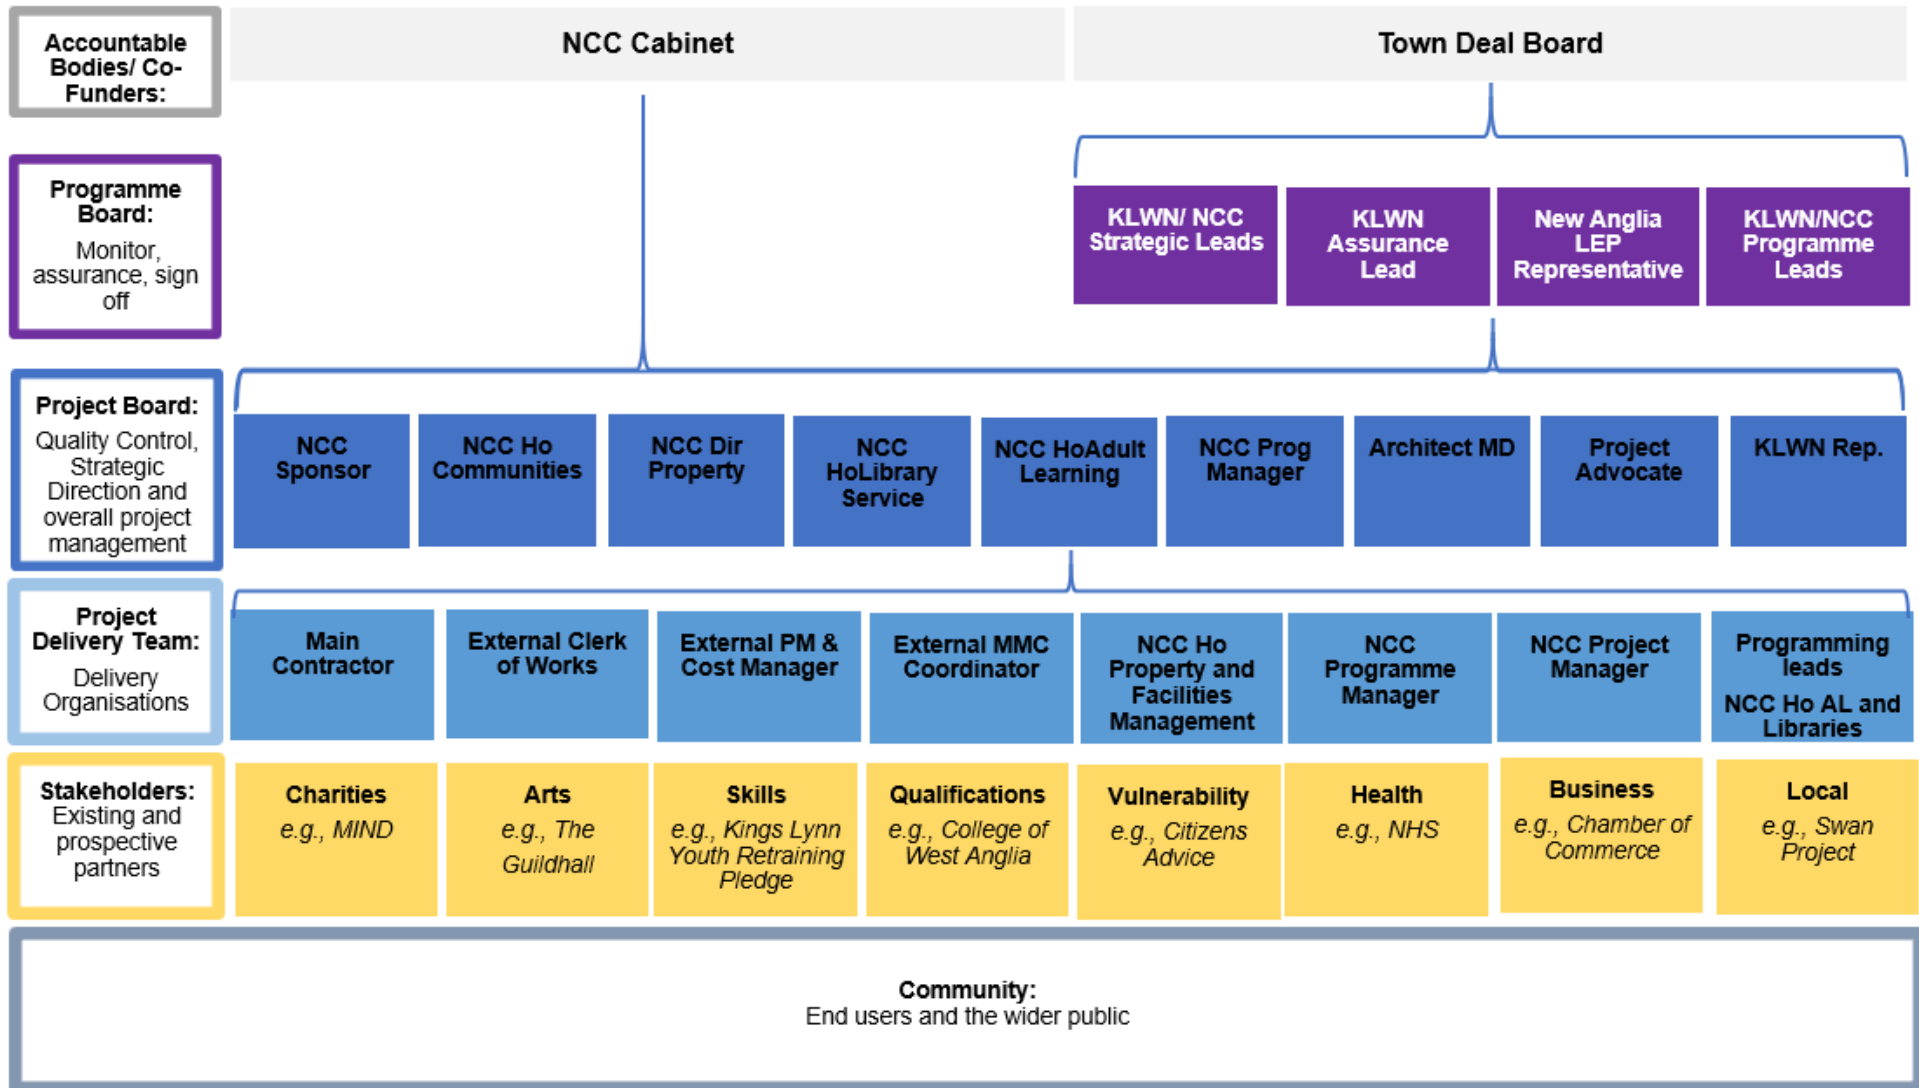 Accountable
Bodies/ Co-
Funders:
NCC Cabinet
Town Deal Board
Programme
Board:
Monitor,
assurance, sign
off
KLWN/ NCC
Strategic Leads
KLWN
Assurance
Lead
New Anglia
LEP
Representative
KLWN/NCC
Programme
Leads
Project Board:
Quality Control,
Strategic
Direction and
overall project
management
NCC
Sponsor
NCC Ho
Communities
NCC Dir
Property
NCC
HoLibrary
Service
NCC HoAdult
Learning
NCC Prog
Manager
Architect MD
Project
Advocate
KLWN Rep.
Project
Delivery Team:
Delivery
Organisations
Main
Contractor
External Clerk
of Works
External PM &
Cost Manager
External MMC
Coordinator
NCC Ho
Property and
Facilities
Management
NCC
Programme
Manager
NCC Project
Manager
Programming
leads
NCC Ho AL and
Libraries
Stakeholders:
Existing and
prospective
partners
Charities
e.g., MIND
Arts
e.g., The
Guildhall
Skills
e.g., Kings Lynn
Youth Retraining
Pledge
Qualifications
e.g., College of
West Anglia
Vulnerability
e.g., Citizens
Advice
Health
e.g., NHS
Business
e.g., Chamber of
Commerce
Local
e.g., Swan
Project
Community:
End users and the wider public